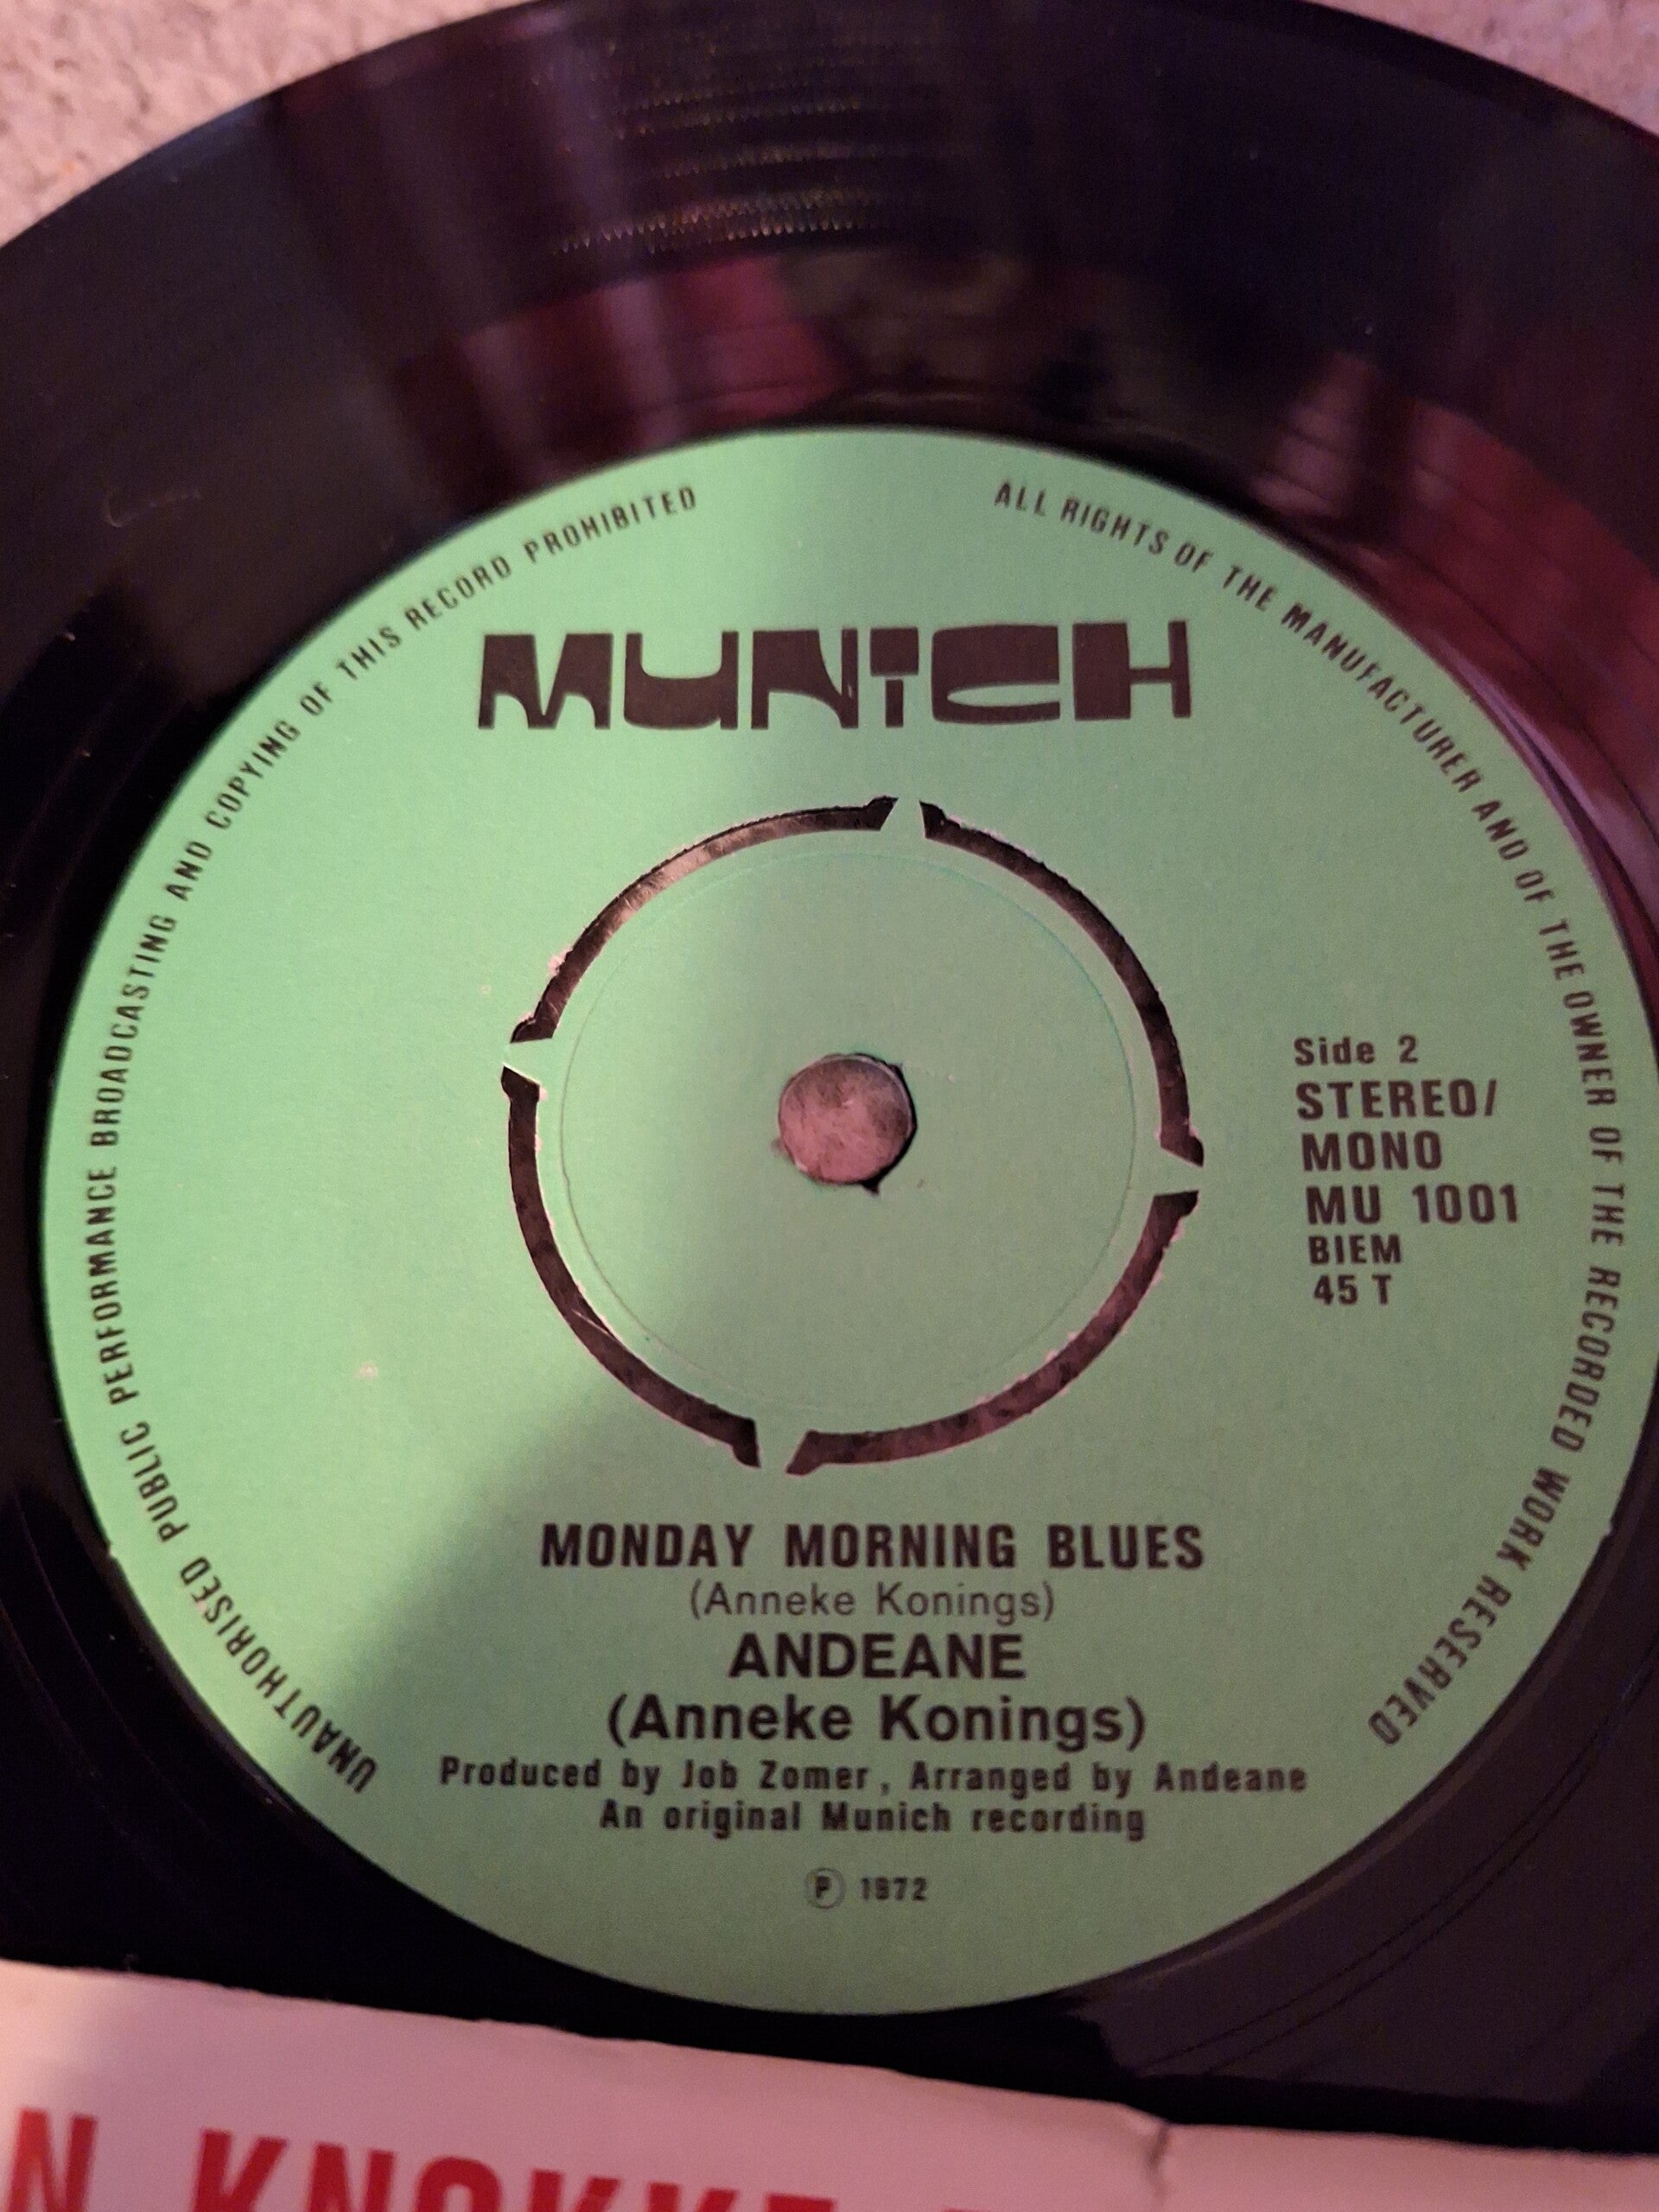 UNAUTHORISED PUBLIC PERFORMANCE BROADCASTING AND COPYING OF THIS RECORD PROHIBITED
ALL RIGHTS OF THE MANUFACTURER AND OF THE OWNER OF THE RECORDED WORK RESERVED
MUNICH
Side 2
STEREO/
MONO
MU 1001
BIEM
45 T
MONDAY MORNING BLUES
(Anneke Konings)
ANDEANE
(Anneke Konings)
Produced by Job Zomer, Arranged by Andeane
An original Munich recording
Ⓟ 1972